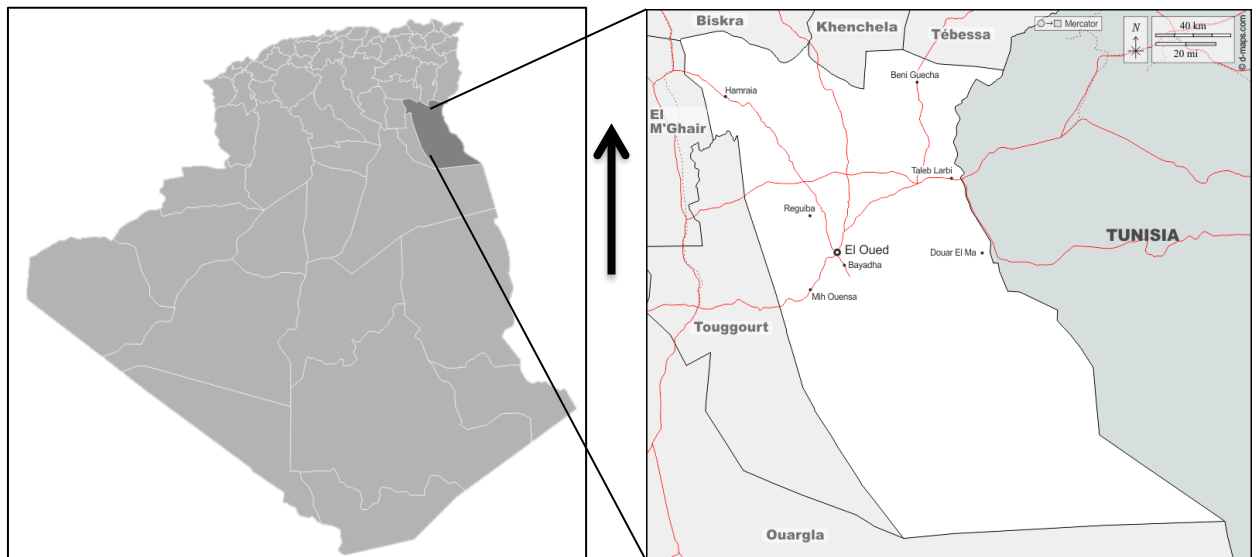 Biskra
Khenchela
Tébessa
Mercator
N
40 km
20 mi
© d-maps.com
Beni Guecha
Hamraia
El
M'Ghair
Taleb Larbi
Reguiba
TUNISIA
El Oued
Douar El Ma
Bayadha
Mih Ouensa
Touggourt
Ouargla